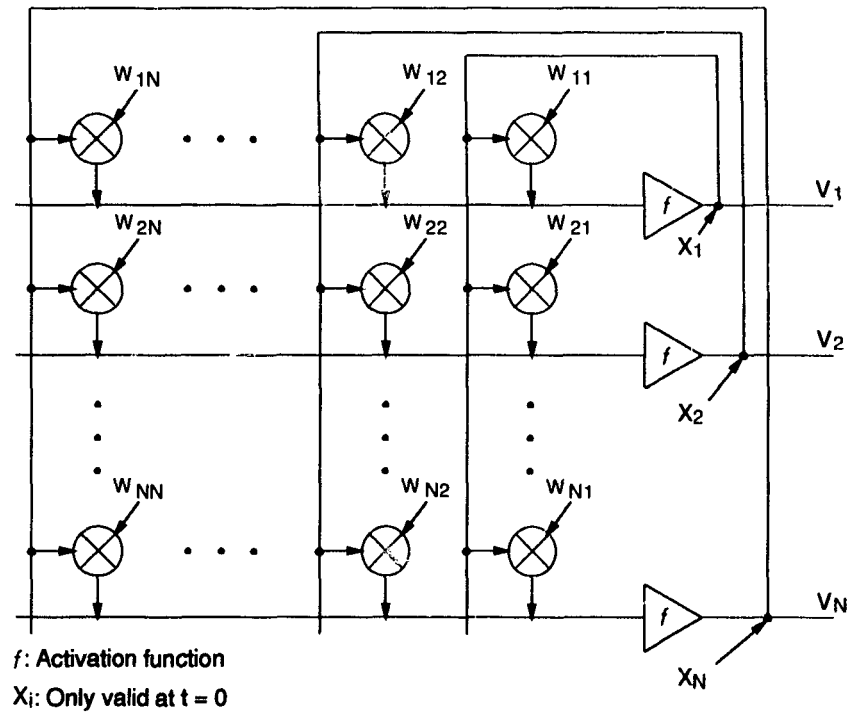 W1N W12 W11
f V1
X1
W2N W22 W21
f V2
X2
WNN WN2 WN1
f VN
XN
f: Activation function
Xi: Only valid at t = 0